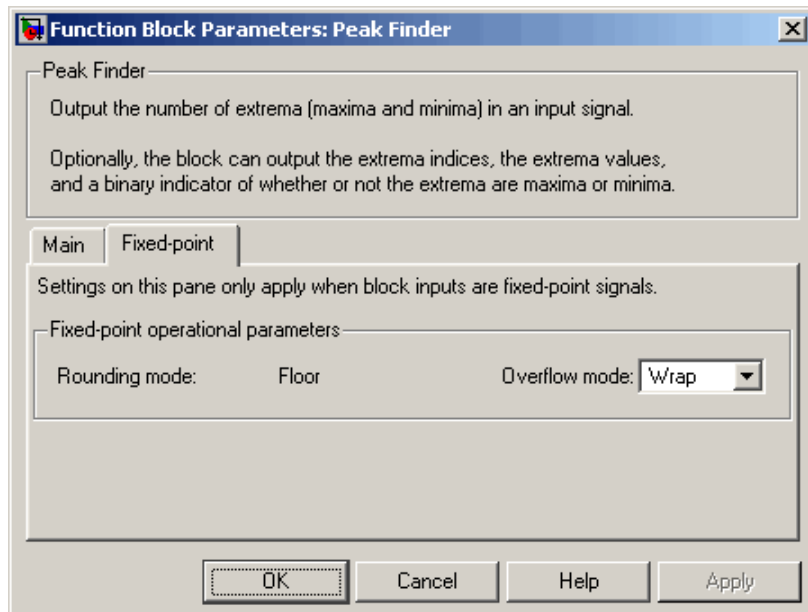 Function Block Parameters: Peak Finder
Peak Finder
Output the number of extrema (maxima and minima) in an input signal.
Optionally, the block can output the extrema indices, the extrema values,
and a binary indicator of whether or not the extrema are maxima or minima.
Main Fixed-point
Settings on this pane only apply when block inputs are fixed-point signals.
Fixed-point operational parameters
Rounding mode: Floor Overflow mode: Wrap
OK Cancel Help Apply